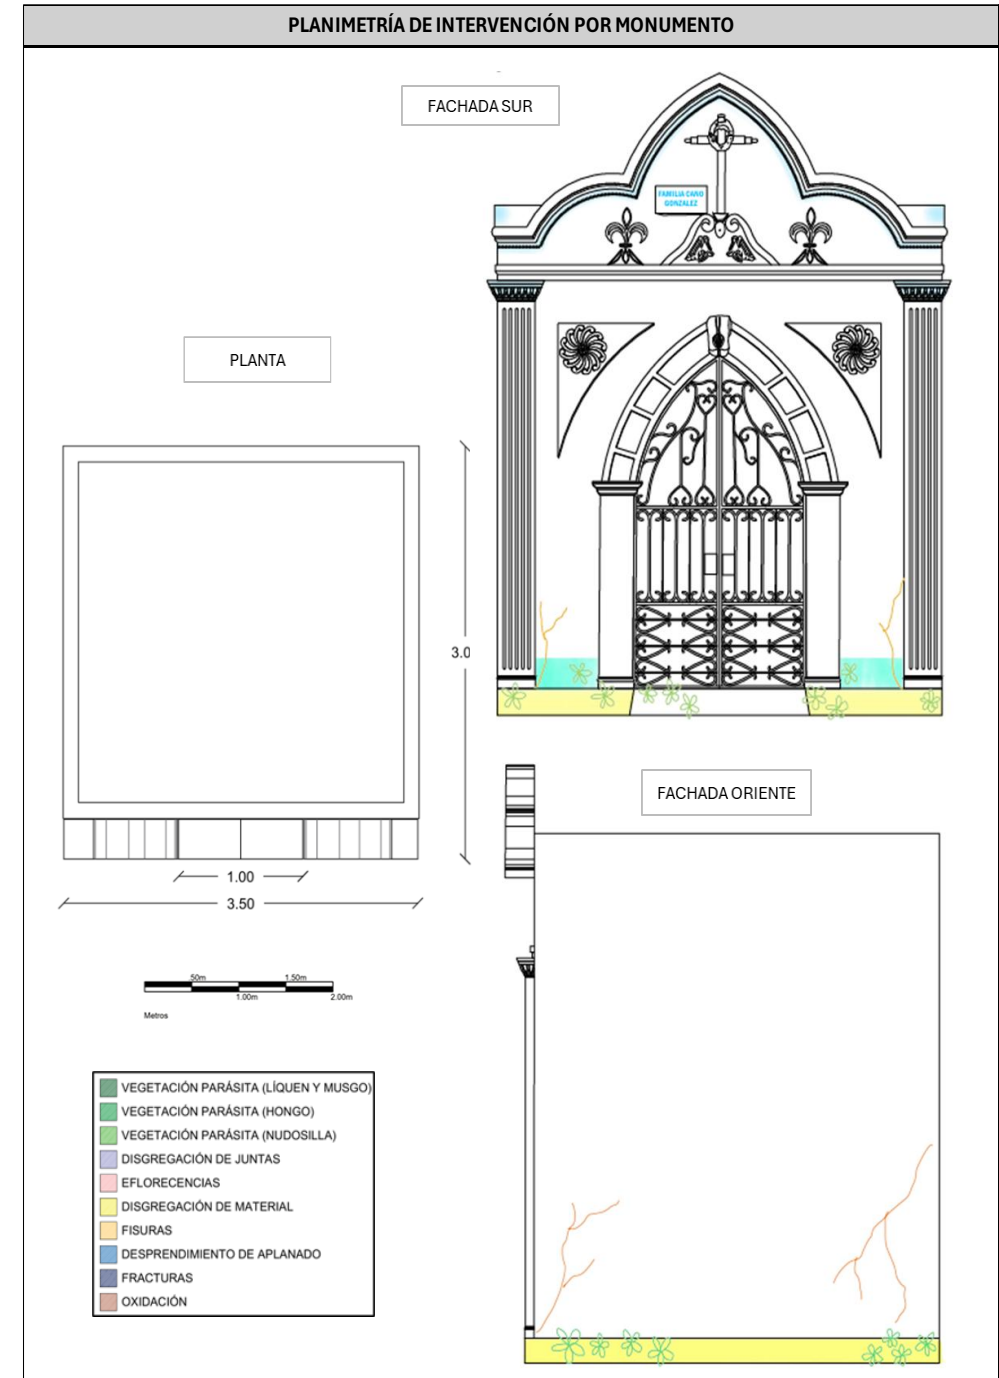 PLANIMETRÍA DE INTERVENCIÓN POR MONUMENTO
FACHADA SUR
FAMILIA CANO
GONZALEZ
PLANTA
3.0
1.00
3.50
FACHADA ORIENTE
50m
1.50m
1.00m
2.00m
Metros
VEGETACIÓN PARÁSITA (LÍQUEN Y MUSGO)
VEGETACIÓN PARÁSITA (HONGO)
VEGETACIÓN PARÁSITA (NUDOSILLA)
DISGREGACIÓN DE JUNTAS
EFLORECENCIAS
DISGREGACIÓN DE MATERIAL
FISURAS
DESPRENDIMIENTO DE APLANADO
FRACTURAS
OXIDACIÓN